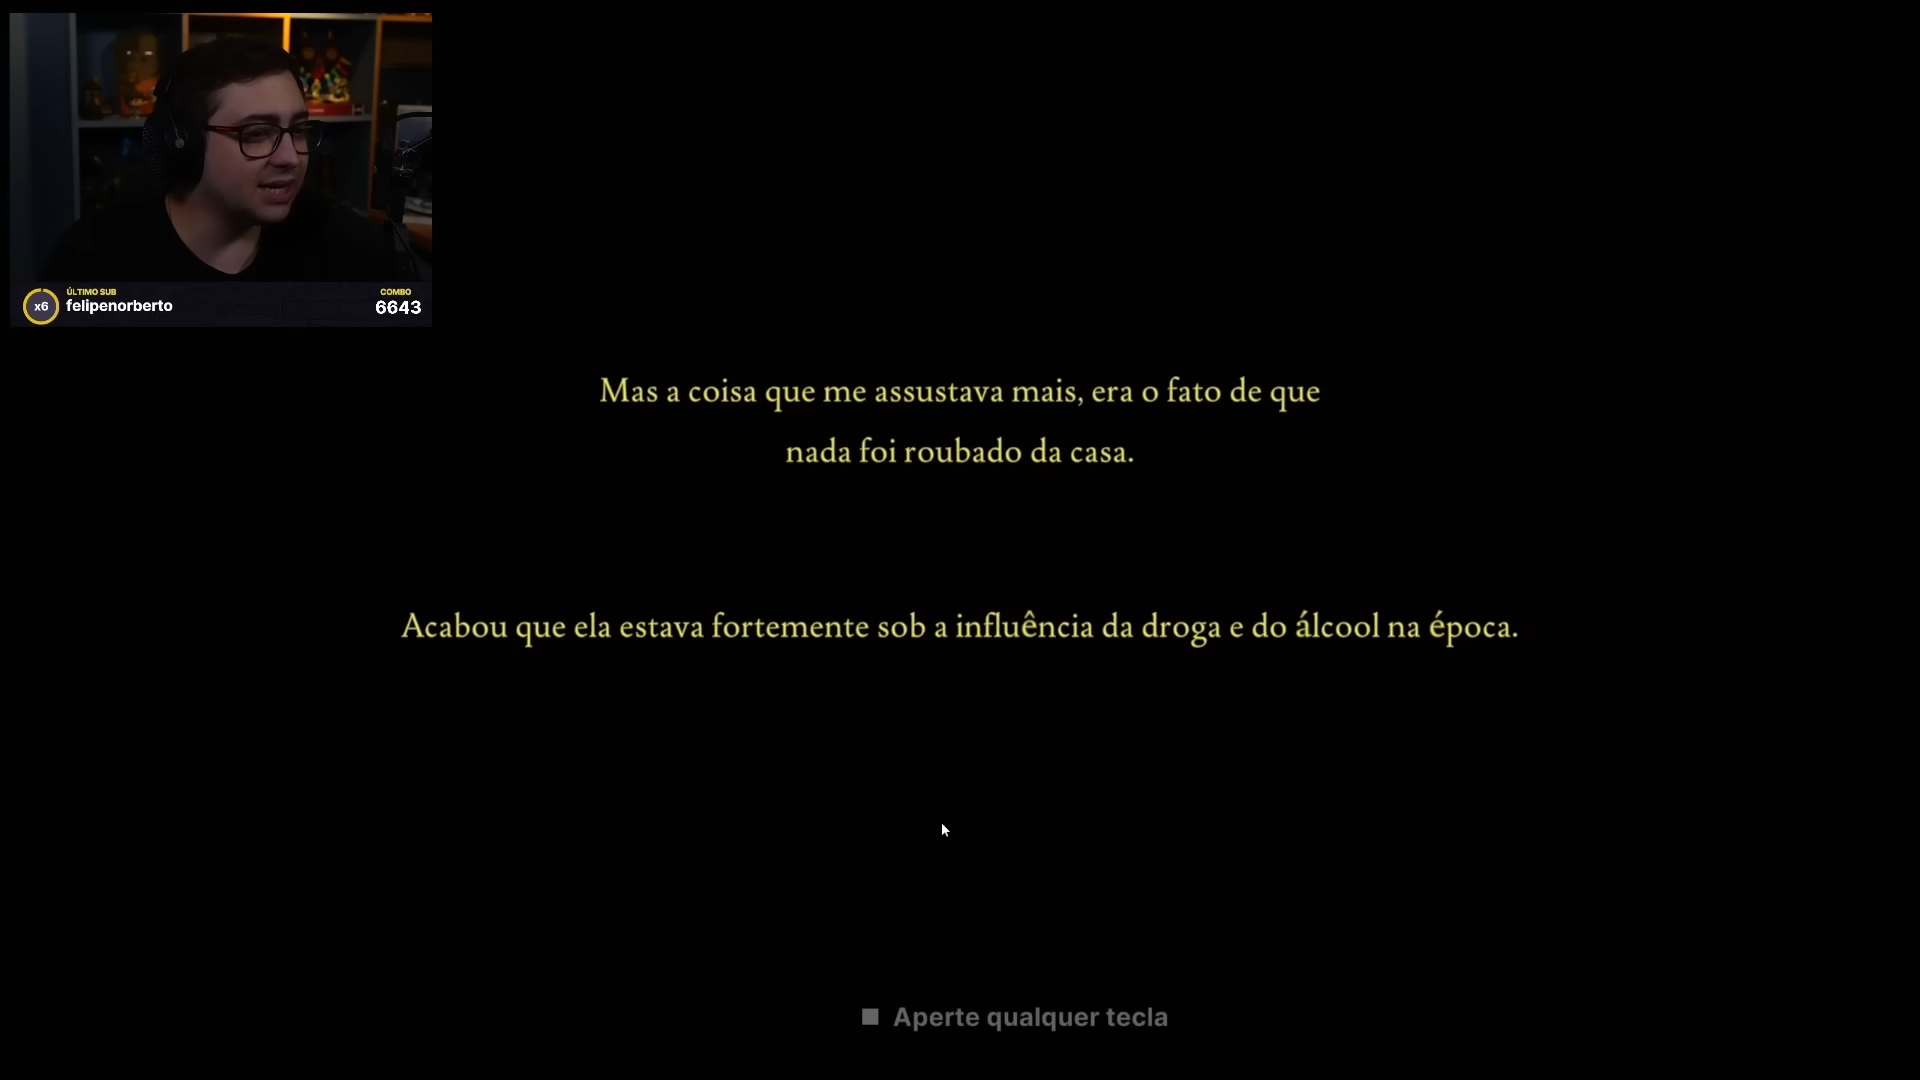 x6
ÚLTIMO SUB
felipenorberto
COMBO
6643
Mas a coisa que me assustava mais, era o fato de que
nada foi roubado da casa.
Acabou que ela estava fortemente sob a influência da droga e do álcool na época.
Aperte qualquer tecla